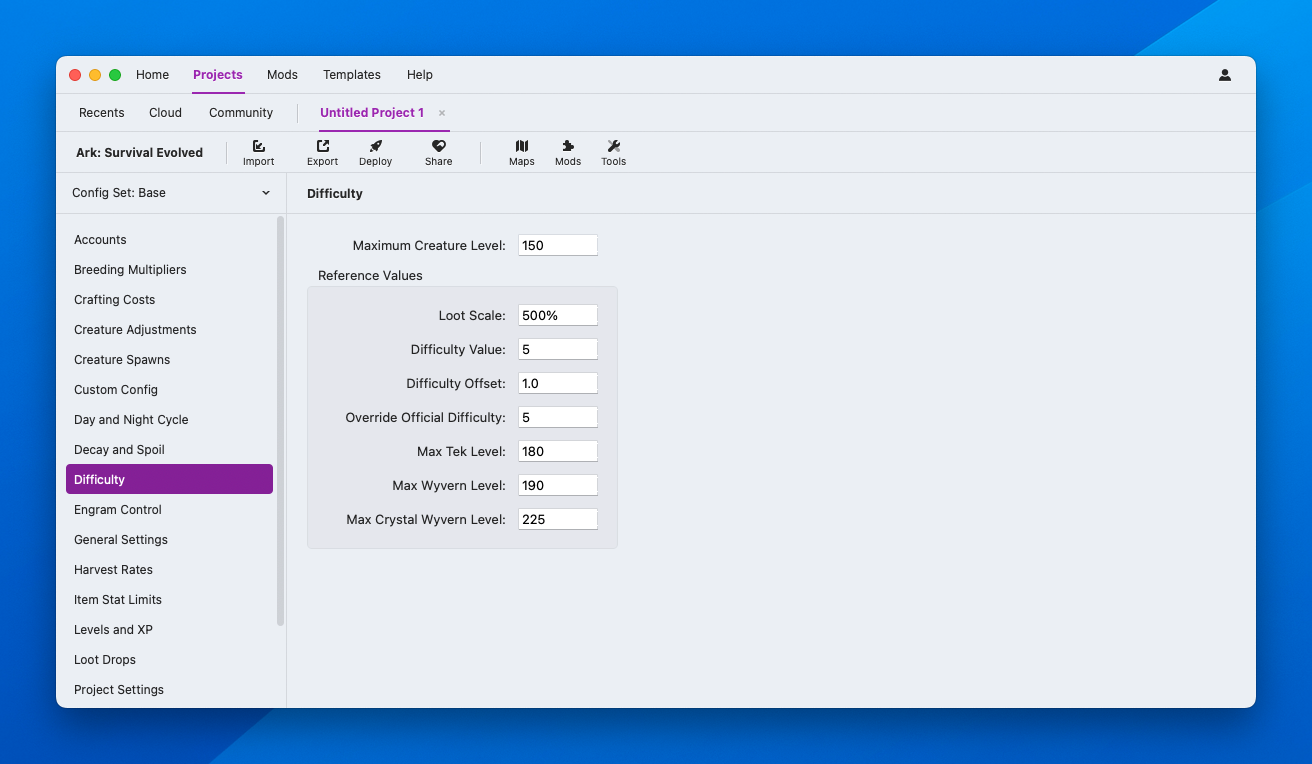 Home Projects Mods Templates Help
Recents Cloud Community Untitled Project 1 ×
Ark: Survival Evolved Import Export Deploy Share Maps Mods Tools
Config Set: Base
Difficulty
Accounts
Breeding Multipliers
Crafting Costs
Creature Adjustments
Creature Spawns
Custom Config
Day and Night Cycle
Decay and Spoil
Difficulty
Engram Control
General Settings
Harvest Rates
Item Stat Limits
Levels and XP
Loot Drops
Project Settings
Maximum Creature Level: 150
Reference Values
Loot Scale: 500%
Difficulty Value: 5
Difficulty Offset: 1.0
Override Official Difficulty: 5
Max Tek Level: 180
Max Wyvern Level: 190
Max Crystal Wyvern Level: 225